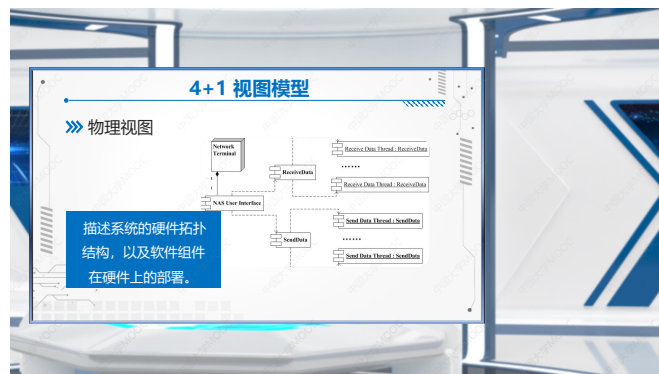 4+1 视图模型
物理视图
Network
Terminal
Receive Data Thread : ReceiveData
......
ReceiveData
Receive Data Thread : ReceiveData
NAS User Interface
描述系统的硬件拓扑
结构，以及软件组件
在硬件上的部署。
Send Data Thread : SendData
SendData
......
Send Data Thread : SendData